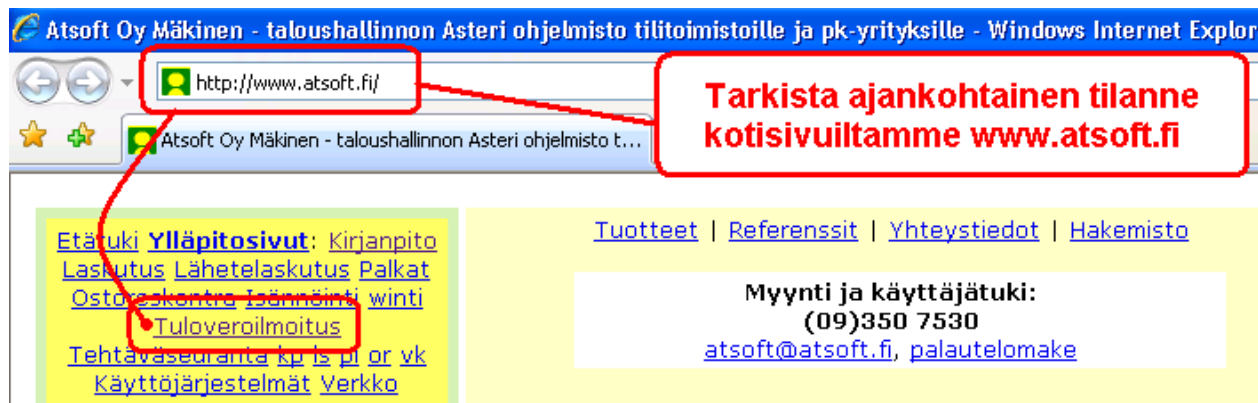 Atsoft Oy Mäkinen - taloushallinnon Asteri ohjelmisto tilitoimistoille ja pk-yrityksille - Windows Internet Explor
http://www.atsoft.fi/
Tarkista ajankohtainen tilanne
kotisivuiltamme www.atsoft.fi
Atsoft Oy Mäkinen - taloushallinnon Asteri ohjelmisto t...
Etätuki Ylläpitosivut: Kirjanpito
Laskutus Lähetelaskutus Palkat
Ostoreskontra Isännöinti winti
Tuloveroilmoitus
Tehtäväseuranta kp ls pl or vk
Käyttöjärjestelmät Verkko
Tuotteet | Referenssit | Yhteystiedot | Hakemisto
Myynti ja käyttäjätuki:
(09)350 7530
atsoft@atsoft.fi, palautelomake